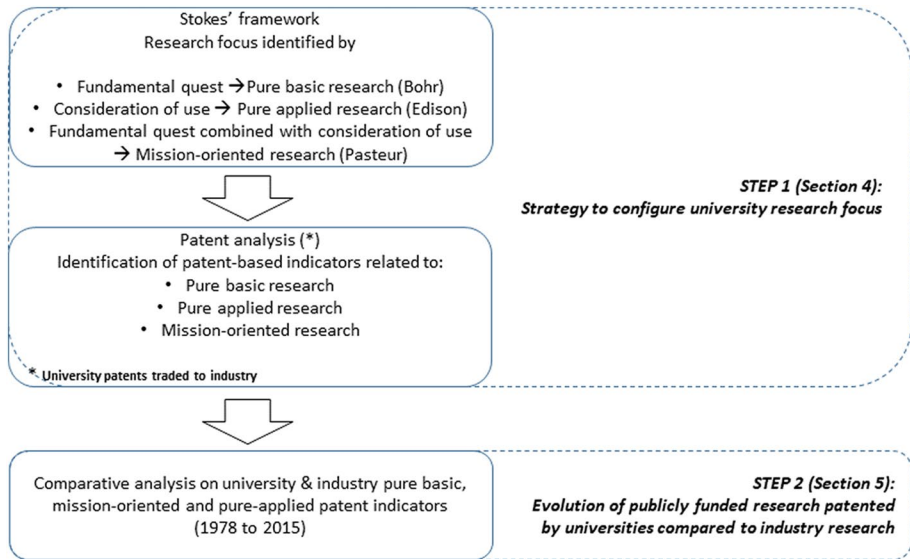 Stokes' framework
Research focus identified by
• Fundamental quest →Pure basic research (Bohr)
• Consideration of use → Pure applied research (Edison)
• Fundamental quest combined with consideration of use
→ Mission-oriented research (Pasteur)
STEP 1 (Section 4):
Strategy to configure university research focus
Patent analysis (*)
Identification of patent-based indicators related to:
• Pure basic research
• Pure applied research
• Mission-oriented research
* University patents traded to industry
Comparative analysis on university & industry pure basic,
mission-oriented and pure-applied patent indicators
(1978 to 2015)
STEP 2 (Section 5):
Evolution of publicly funded research patented
by universities compared to industry research